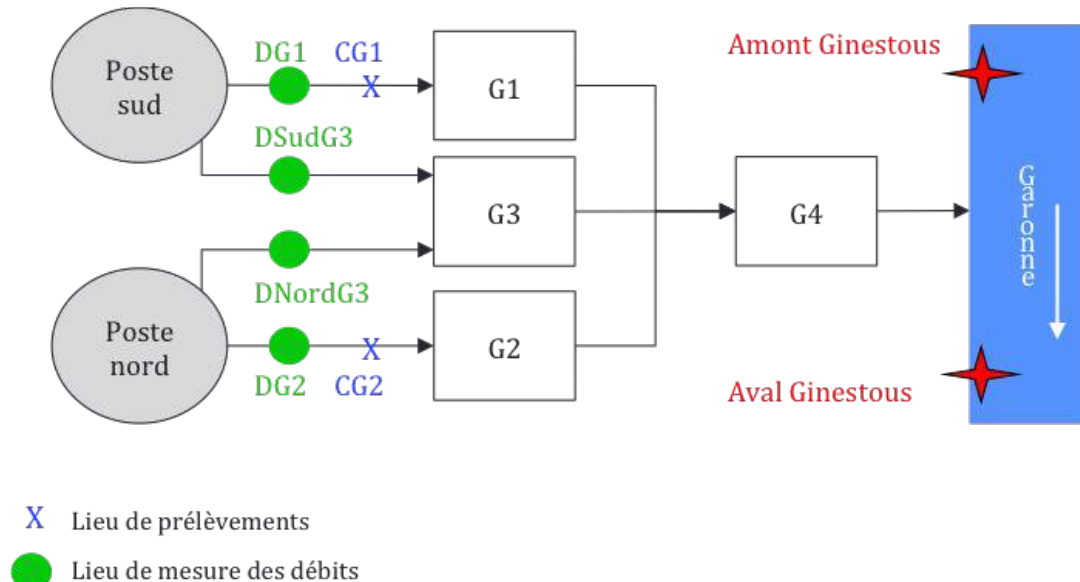 DG1
CG1
Amont Ginestous
Poste
sud
X
G1
DSudG3
G3
G4
Garonne
DNordG3
Poste
nord
X
G2
DG2
CG2
Aval Ginestous
X Lieu de prélèvements
Lieu de mesure des débits